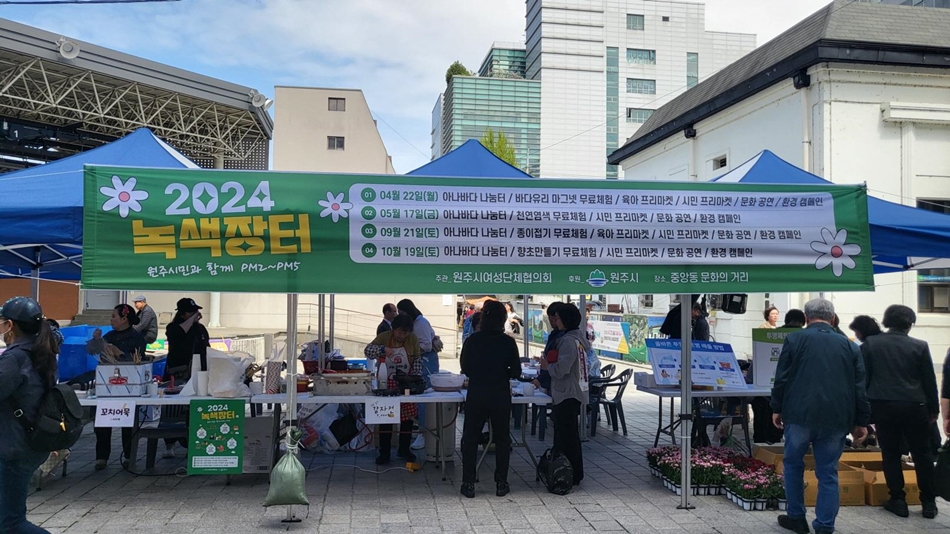 2024
녹색장터
원주시민과 함께 PM2~PM5
01 04월 22일(월) 아나바다 나눔터 / 바다유리 마그넷 무료체험 / 육아 프리마켓 / 시민 프리마켓 / 문화 공연 / 환경 캠페인
02 05월 17일(금) 아나바다 나눔터 / 천연염색 무료체험 / 시민 프리마켓 / 문화 공연 / 환경 캠페인
03 09월 21일(토) 아나바다 나눔터 / 종이접기 무료체험 / 육아 프리마켓 / 시민 프리마켓 / 문화 공연 / 환경 캠페인
04 10월 19일(토) 아나바다 나눔터 / 향초만들기 무료체험 / 시민 프리마켓 / 문화 공연 / 환경 캠페인
주관_원주시여성단체협의회 후원_원주시 장소_중앙동 문화의 거리
꼬치어묵
2024
녹색장터